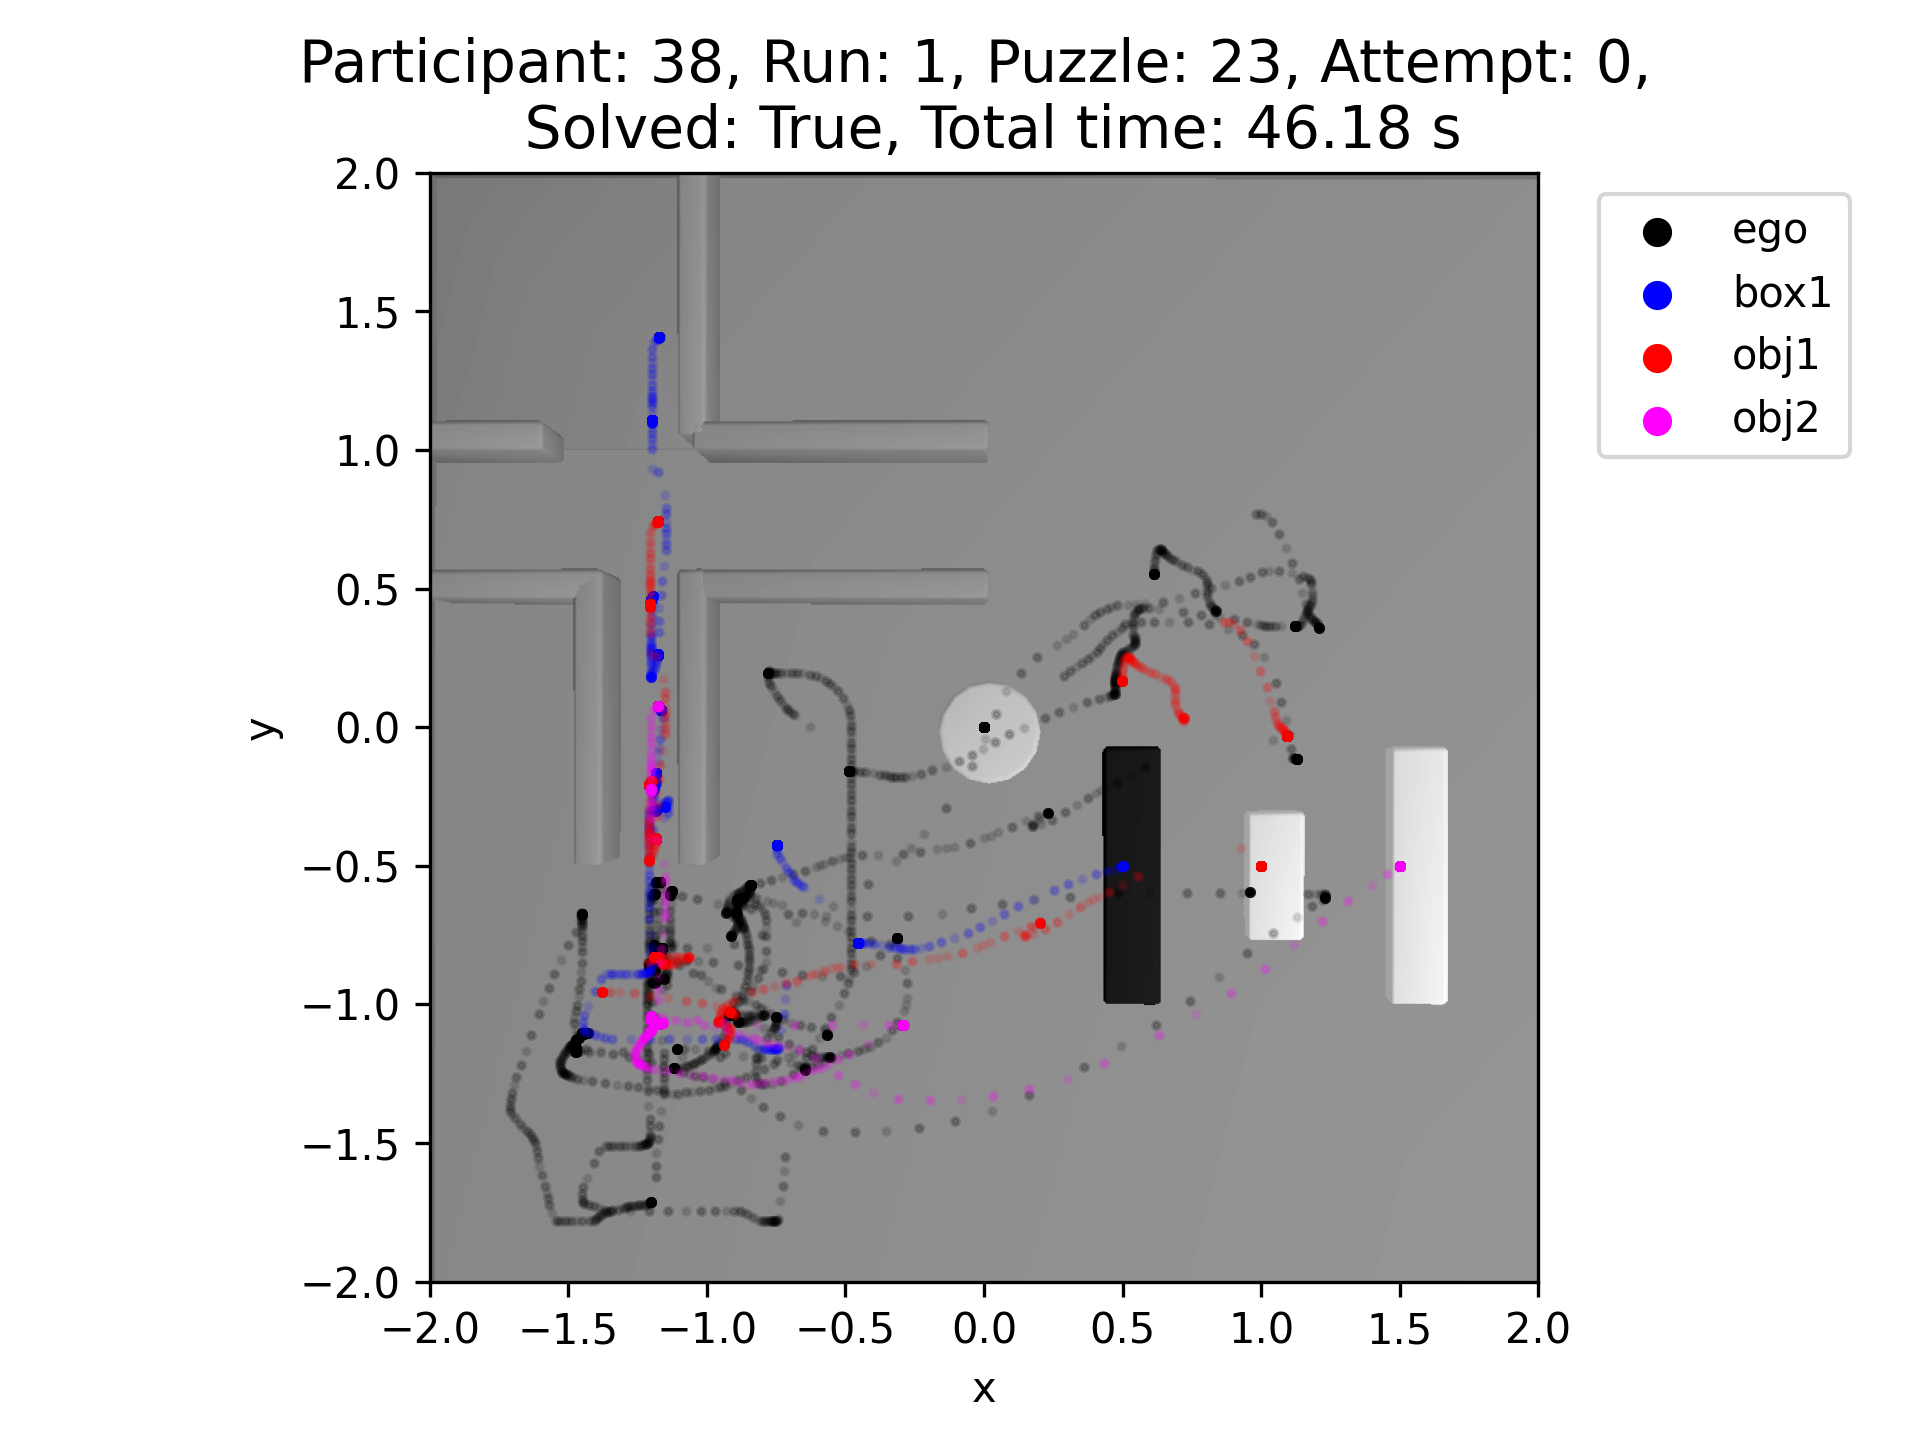 Participant: 38, Run: 1, Puzzle: 23, Attempt: 0,
Solved: True, Total time: 46.18 s
2.0
1.5
1.0
0.5
0.0
−0.5
−1.0
−1.5
−2.0
y
−2.0 −1.5 −1.0 −0.5 0.0 0.5 1.0 1.5 2.0
x
ego
box1
obj1
obj2